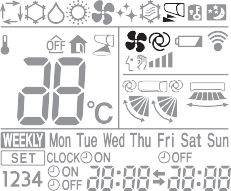 OFF
88 °C
WEEKLY Mon Tue Wed Thu Fri Sat Sun
SET CLOCK ON OFF
1234 ON 88:88 88:88
OFF